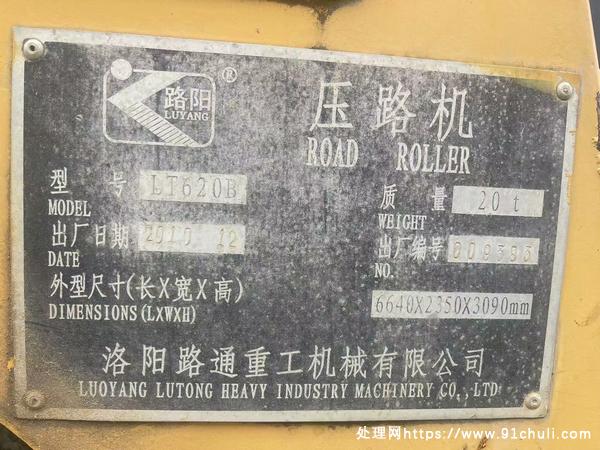 路阳
LUYANG
®
压路机
ROAD ROLLER
型号 LT620B
MODEL
质量 20 t
WEIGHT
出厂日期 2010 12
DATE
出厂编号 009393
NO.
外型尺寸(长X宽X高)
DIMENSIONS(LXWXH)
6640X2350X3090mm
洛阳路通重工机械有限公司
LUOYANG LUTONG HEAVY INDUSTRY MACHINERY CO.,LTD
处理网https://www.91chuli.com/